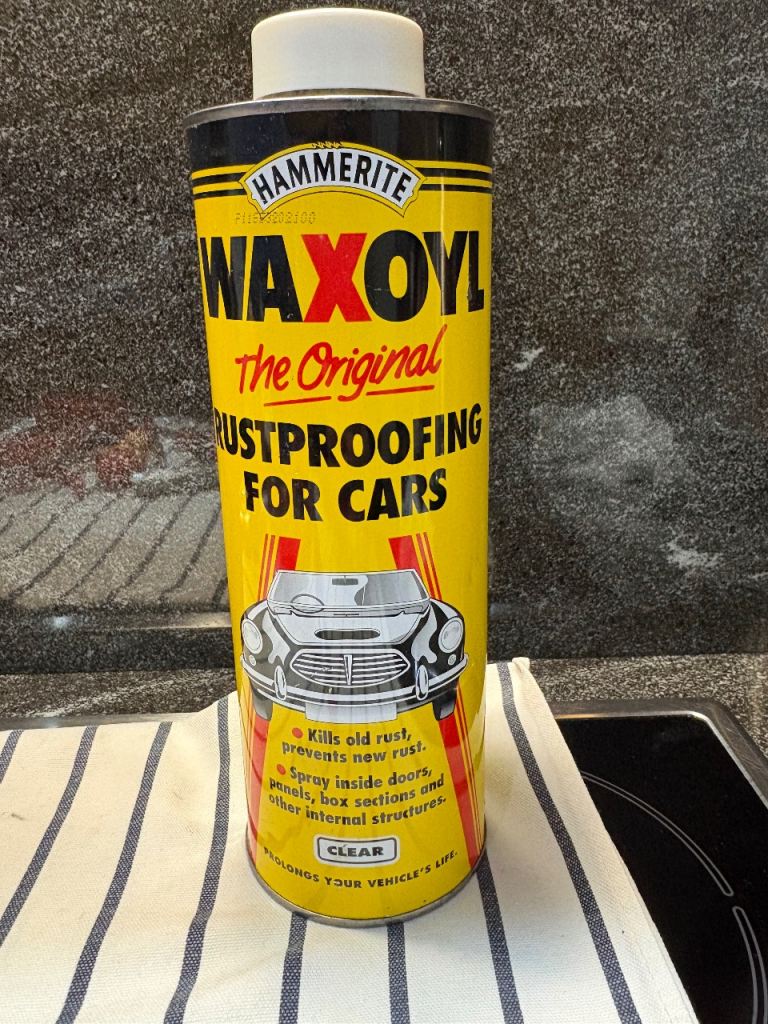 HAMMERITE
WAXOYL
The Original
RUSTPROOFING
FOR CARS
• Kills old rust,
prevents new rust.
• Spray inside doors,
panels, box sections and
other internal structures.
CLEAR
PROLONGS YOUR VEHICLE'S LIFE.